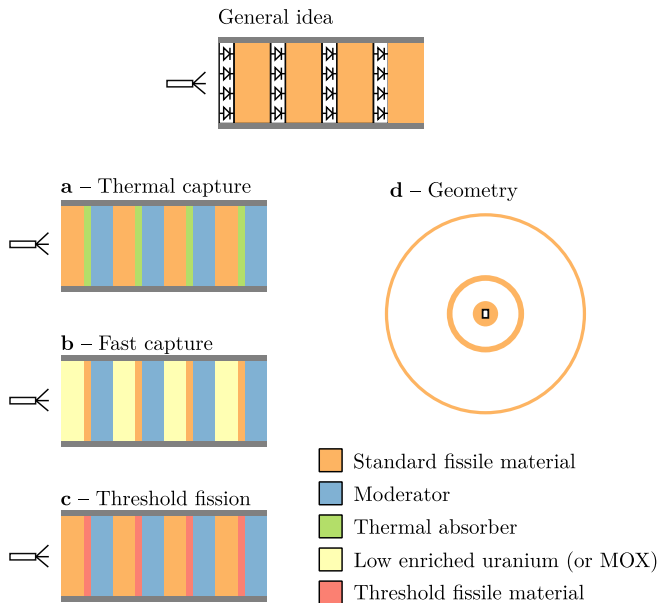 General idea
a – Thermal capture
d – Geometry
b – Fast capture
c – Threshold fission
Standard fissile material
Moderator
Thermal absorber
Low enriched uranium (or MOX)
Threshold fissile material